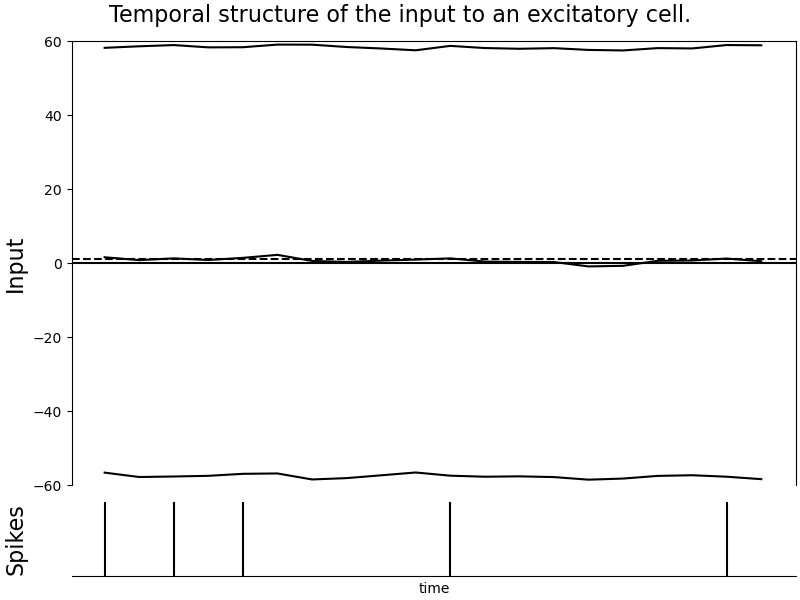 Temporal structure of the input to an excitatory cell.
60
40
20
0
−20
−40
−60
Input
Spikes
time